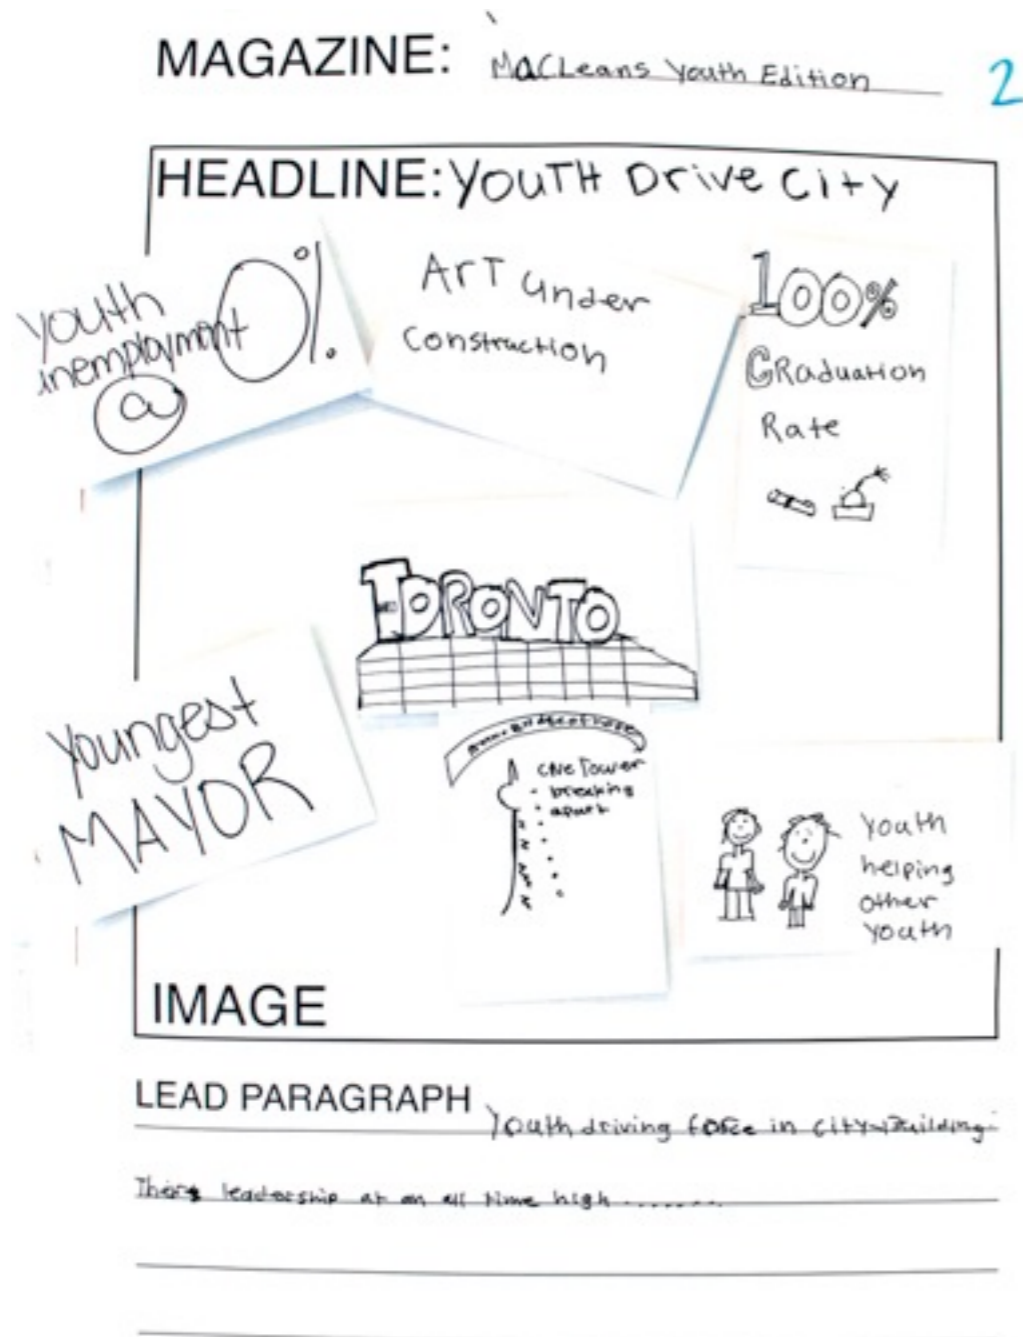 MAGAZINE: MacLeans Youth Edition
2
HEADLINE: YOUTH Drive City
Youth
unemployment
@ 0%
ArT Under
Construction
100%
GRaduation
Rate
TORONTO
Youngest
MAYOR
CNE Tower
breaking
apart
Youth
helping
other
Youth
IMAGE
LEAD PARAGRAPH Youth driving force in city-Building.
leadership at an all time high .......